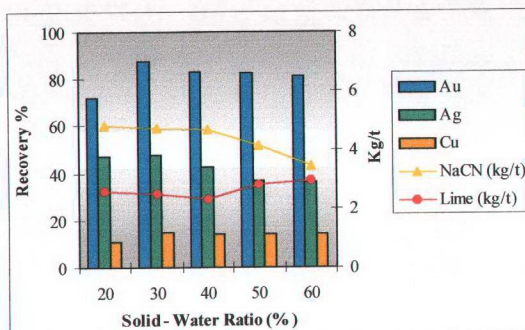 100
80
60
40
20
0
Recovery %
8
6
4
2
0
Kg/t
20 30 40 50 60
Solid - Water Ratio (%)
Au
Ag
Cu
NaCN (kg/t)
Lime (kg/t)